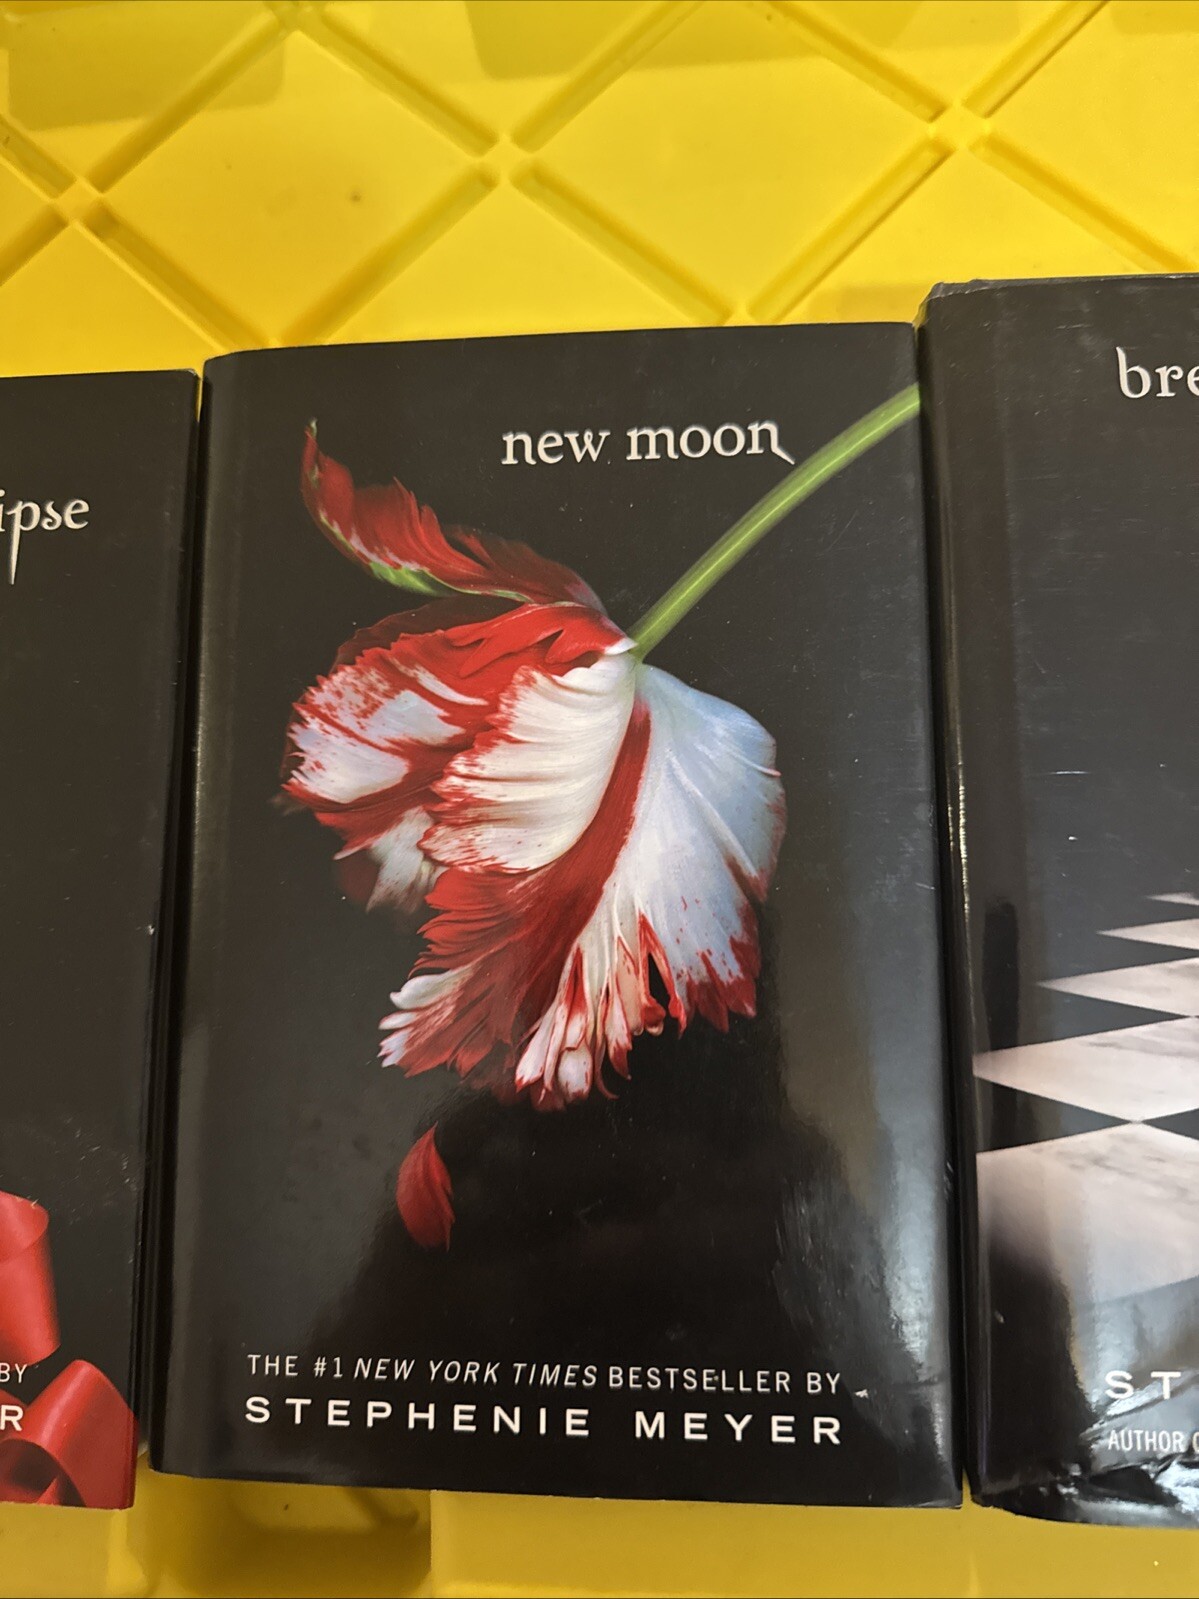 ipse
BY
R
new moon
THE #1 NEW YORK TIMES BESTSELLER BY
STEPHENIE MEYER
bre
ST
AUTHOR